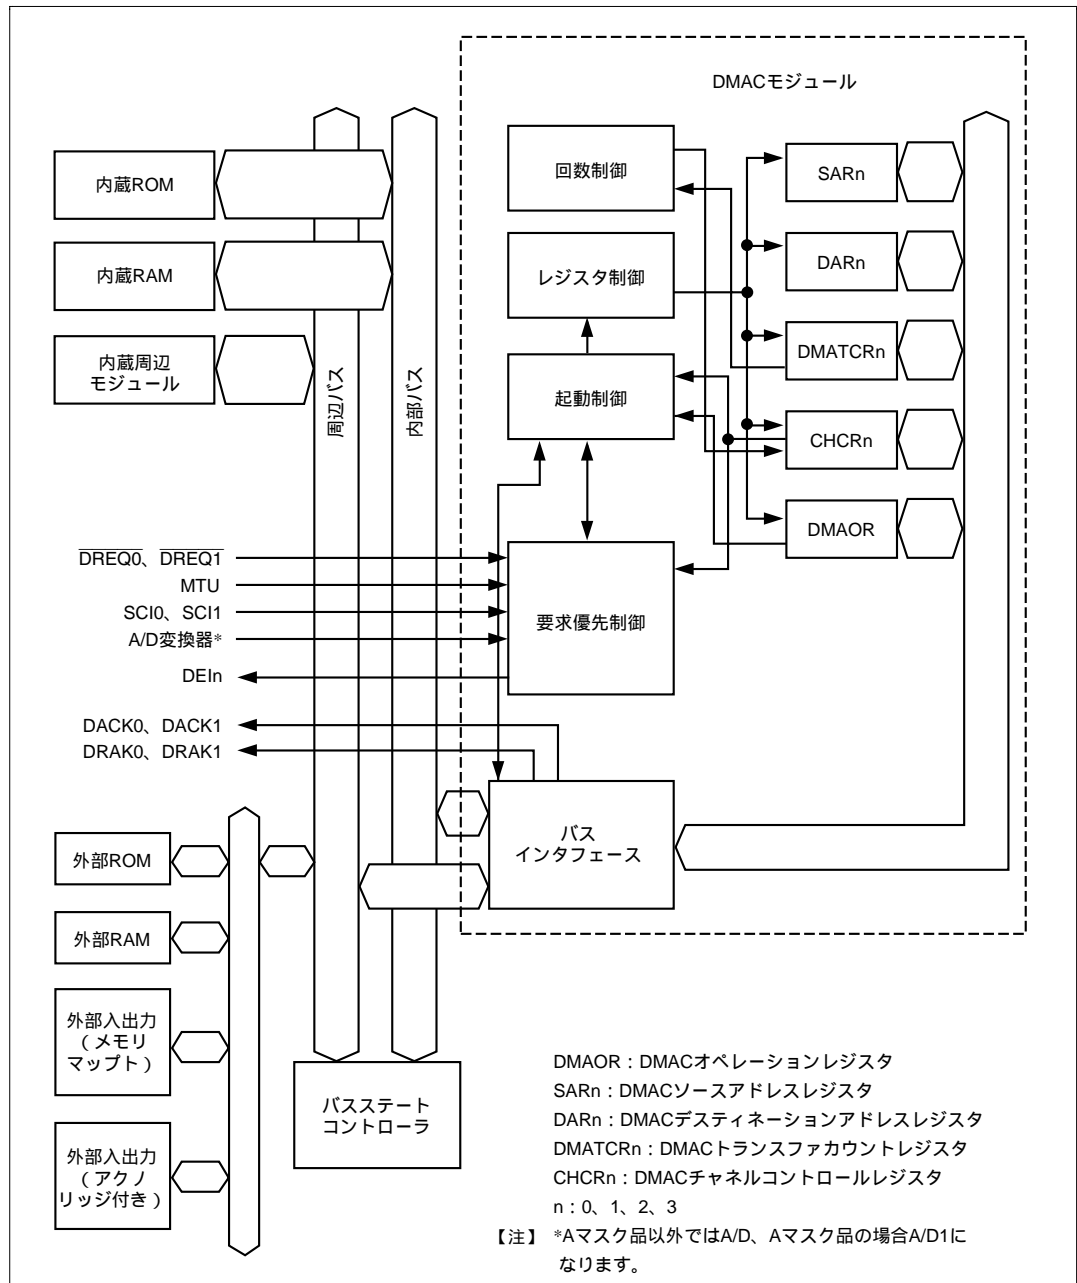 DMACモジュール
内蔵ROM
内蔵RAM
内蔵周辺
モジュール
周辺バス
内部バス
回数制御
レジスタ制御
起動制御
要求優先制御
SARn
DARn
DMATCRn
CHCRn
DMAOR
DREQ0、DREQ1
MTU
SCI0、SCI1
A/D変換器*
DEIn
DACK0、DACK1
DRAK0、DRAK1
バス
インタフェース
外部ROM
外部RAM
外部入出力
(メモリ
マップト)
外部入出力
(アクノ
リッジ付き)
バスステート
コントローラ
DMAOR:DMACオペレーションレジスタ
SARn:DMACソースアドレスレジスタ
DARn:DMACデスティネーションアドレスレジスタ
DMATCRn:DMACトランスファカウントレジスタ
CHCRn:DMACチャネルコントロールレジスタ
n:0、1、2、3
【注】 *Aマスク品以外ではA/D、Aマスク品の場合A/D1に
なります。